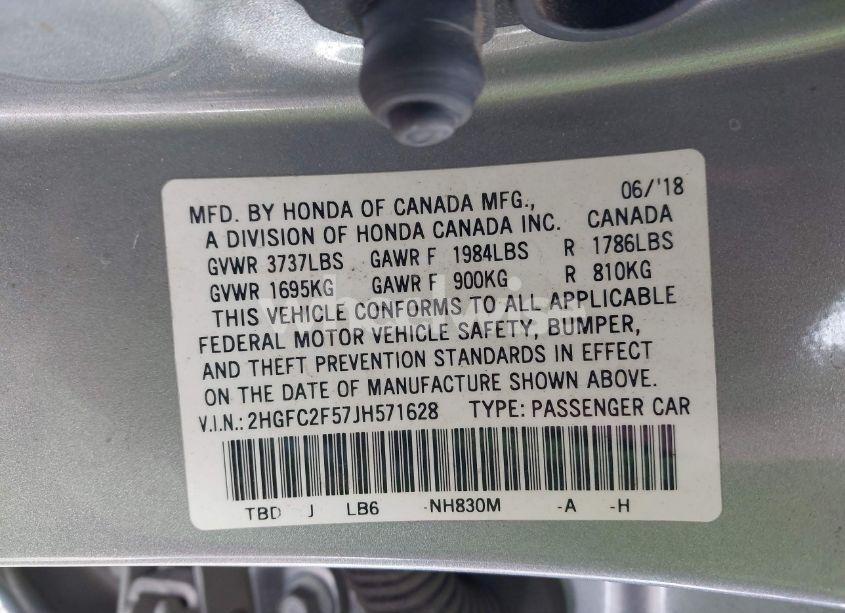 MFD. BY HONDA OF CANADA MFG., 06/'18
A DIVISION OF HONDA CANADA INC. CANADA
GVWR 3737LBS GAWR F 1984LBS R 1786LBS
GVWR 1695KG GAWR F 900KG R 810KG
THIS VEHICLE CONFORMS TO ALL APPLICABLE
FEDERAL MOTOR VEHICLE SAFETY, BUMPER,
AND THEFT PREVENTION STANDARDS IN EFFECT
ON THE DATE OF MANUFACTURE SHOWN ABOVE.
V.I.N.: 2HGFC2F57JH571628 TYPE: PASSENGER CAR
TBD J LB6 -NH830M -A -H